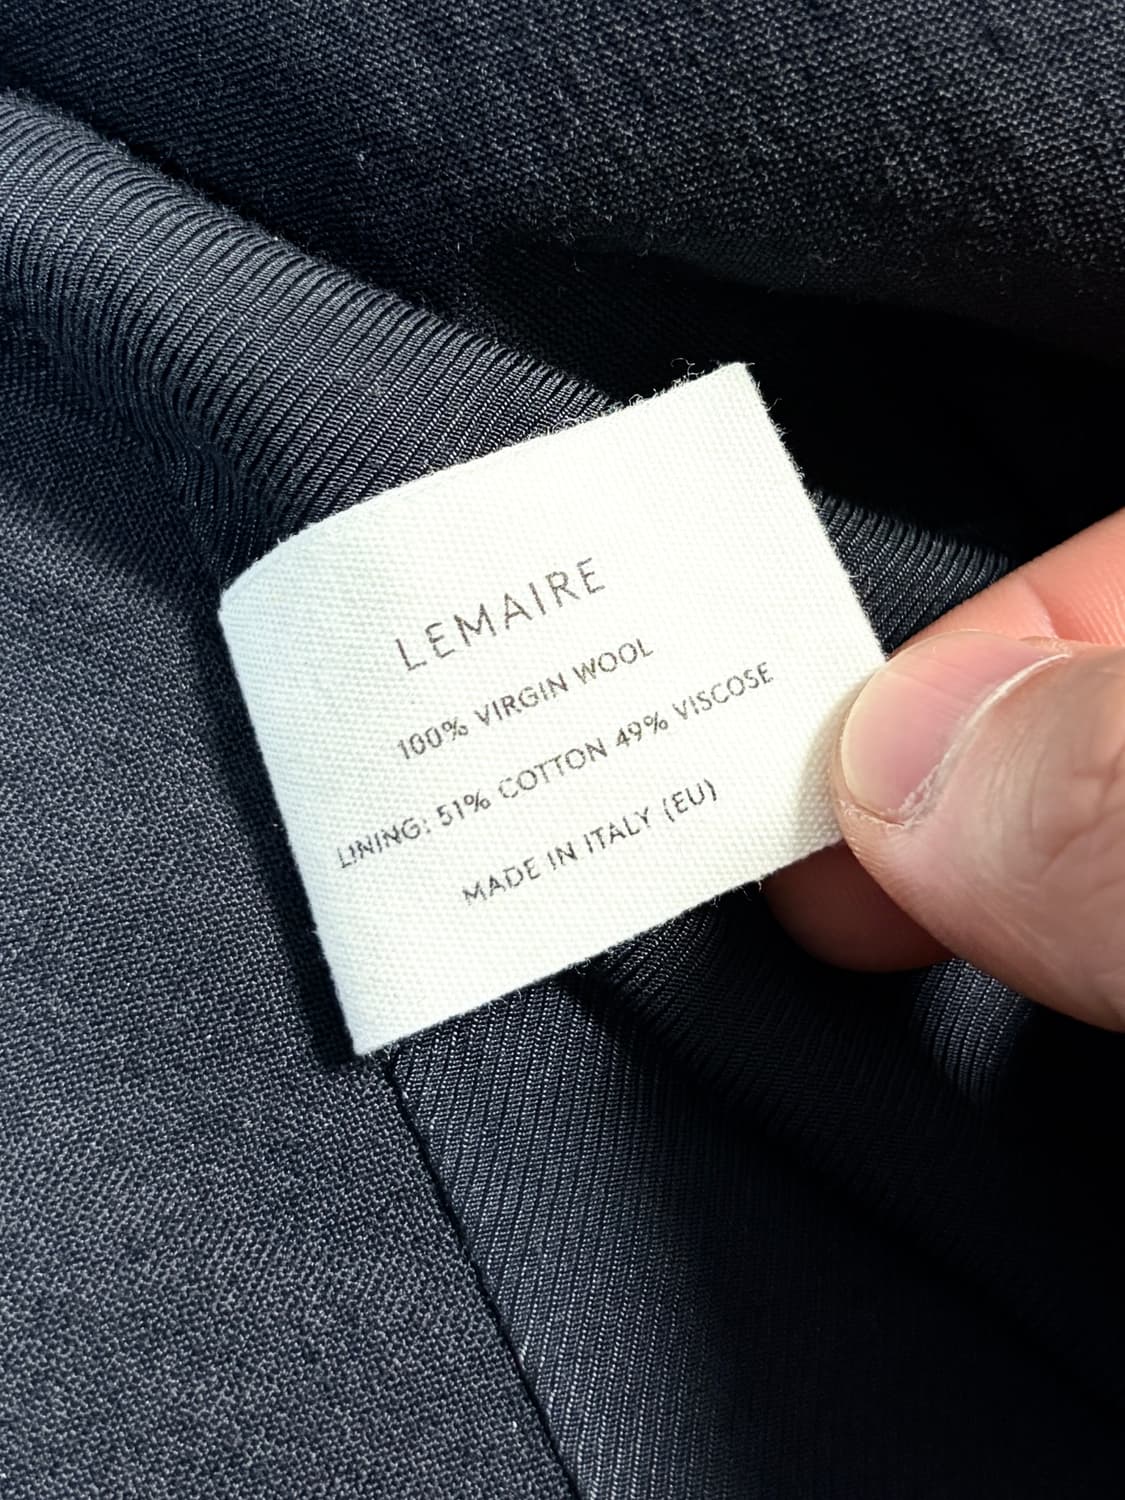 LEMAIRE
100% VIRGIN WOOL
LINING: 51% COTTON 49% VISCOSE
MADE IN ITALY (EU)